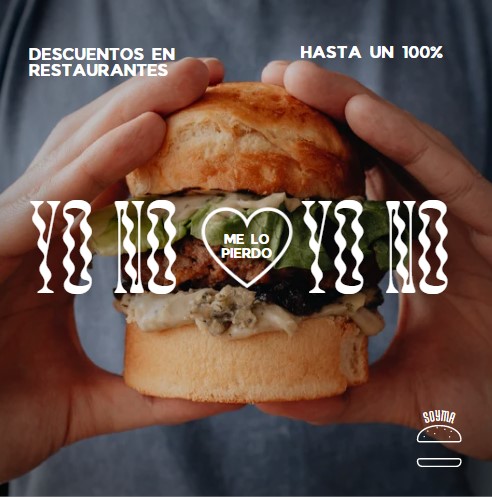 DESCUENTOS EN
RESTAURANTES
HASTA UN 100%
YO NO
ME LO
PIERDO
YO NO
SOYMA